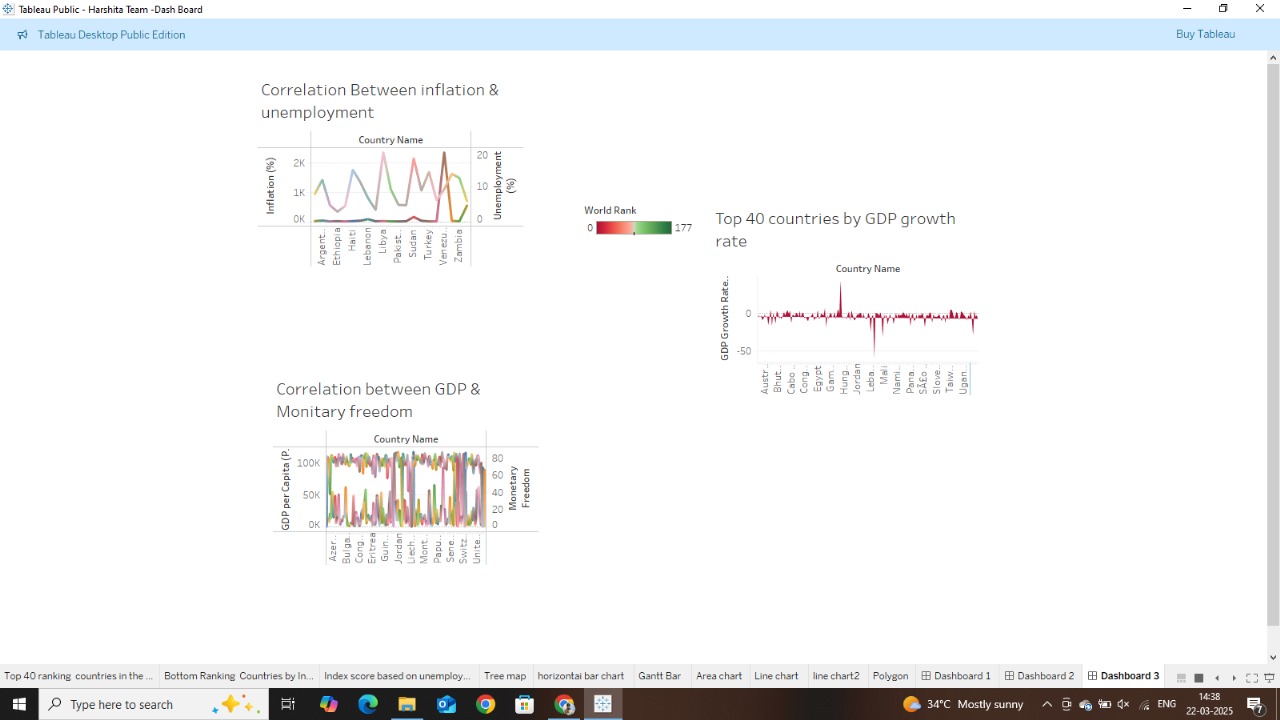 Tableau Public - Harshita Team -Dash Board
Tableau Desktop Public Edition
Buy Tableau
Correlation Between inflation &
unemployment
Country Name
Inflation (%)
2K
1K
0K
20
10
0
Unemployment
(%)
Argent..
Ethiopia
Haiti
Lebanon
Libya
Pakist..
Sudan
Turkey
Venezu..
Zambia
World Rank
0
177
Top 40 countries by GDP growth
rate
Country Name
GDP Growth Rate..
0
-50
Austr..
Bhut..
Cabo ..
Cong..
Egypt
Gam..
Hung..
Jordan
Leba..
Mali
Nami..
Pana..
SÃ£o ..
Slove..
Taiw..
Ugan..
Correlation between GDP &
Monitary freedom
Country Name
GDP per Capita (P..
100K
50K
0K
80
60
40
20
0
Monetary
Freedom
Azer..
Bulga..
Cong..
Eritrea
Guin..
Jordan
Liech..
Mont..
Papu..
Sene..
Switz..
Unite..
Top 40 ranking countries in the ...
Bottom Ranking Countries by In...
Index score based on unemploy...
Tree map
horizontai bar chart
Gantt Bar
Area chart
Line chart
line chart2
Polygon
Dashboard 1
Dashboard 2
Dashboard 3
Type here to search
34°C Mostly sunny
ENG
14:38
22-03-2025
7